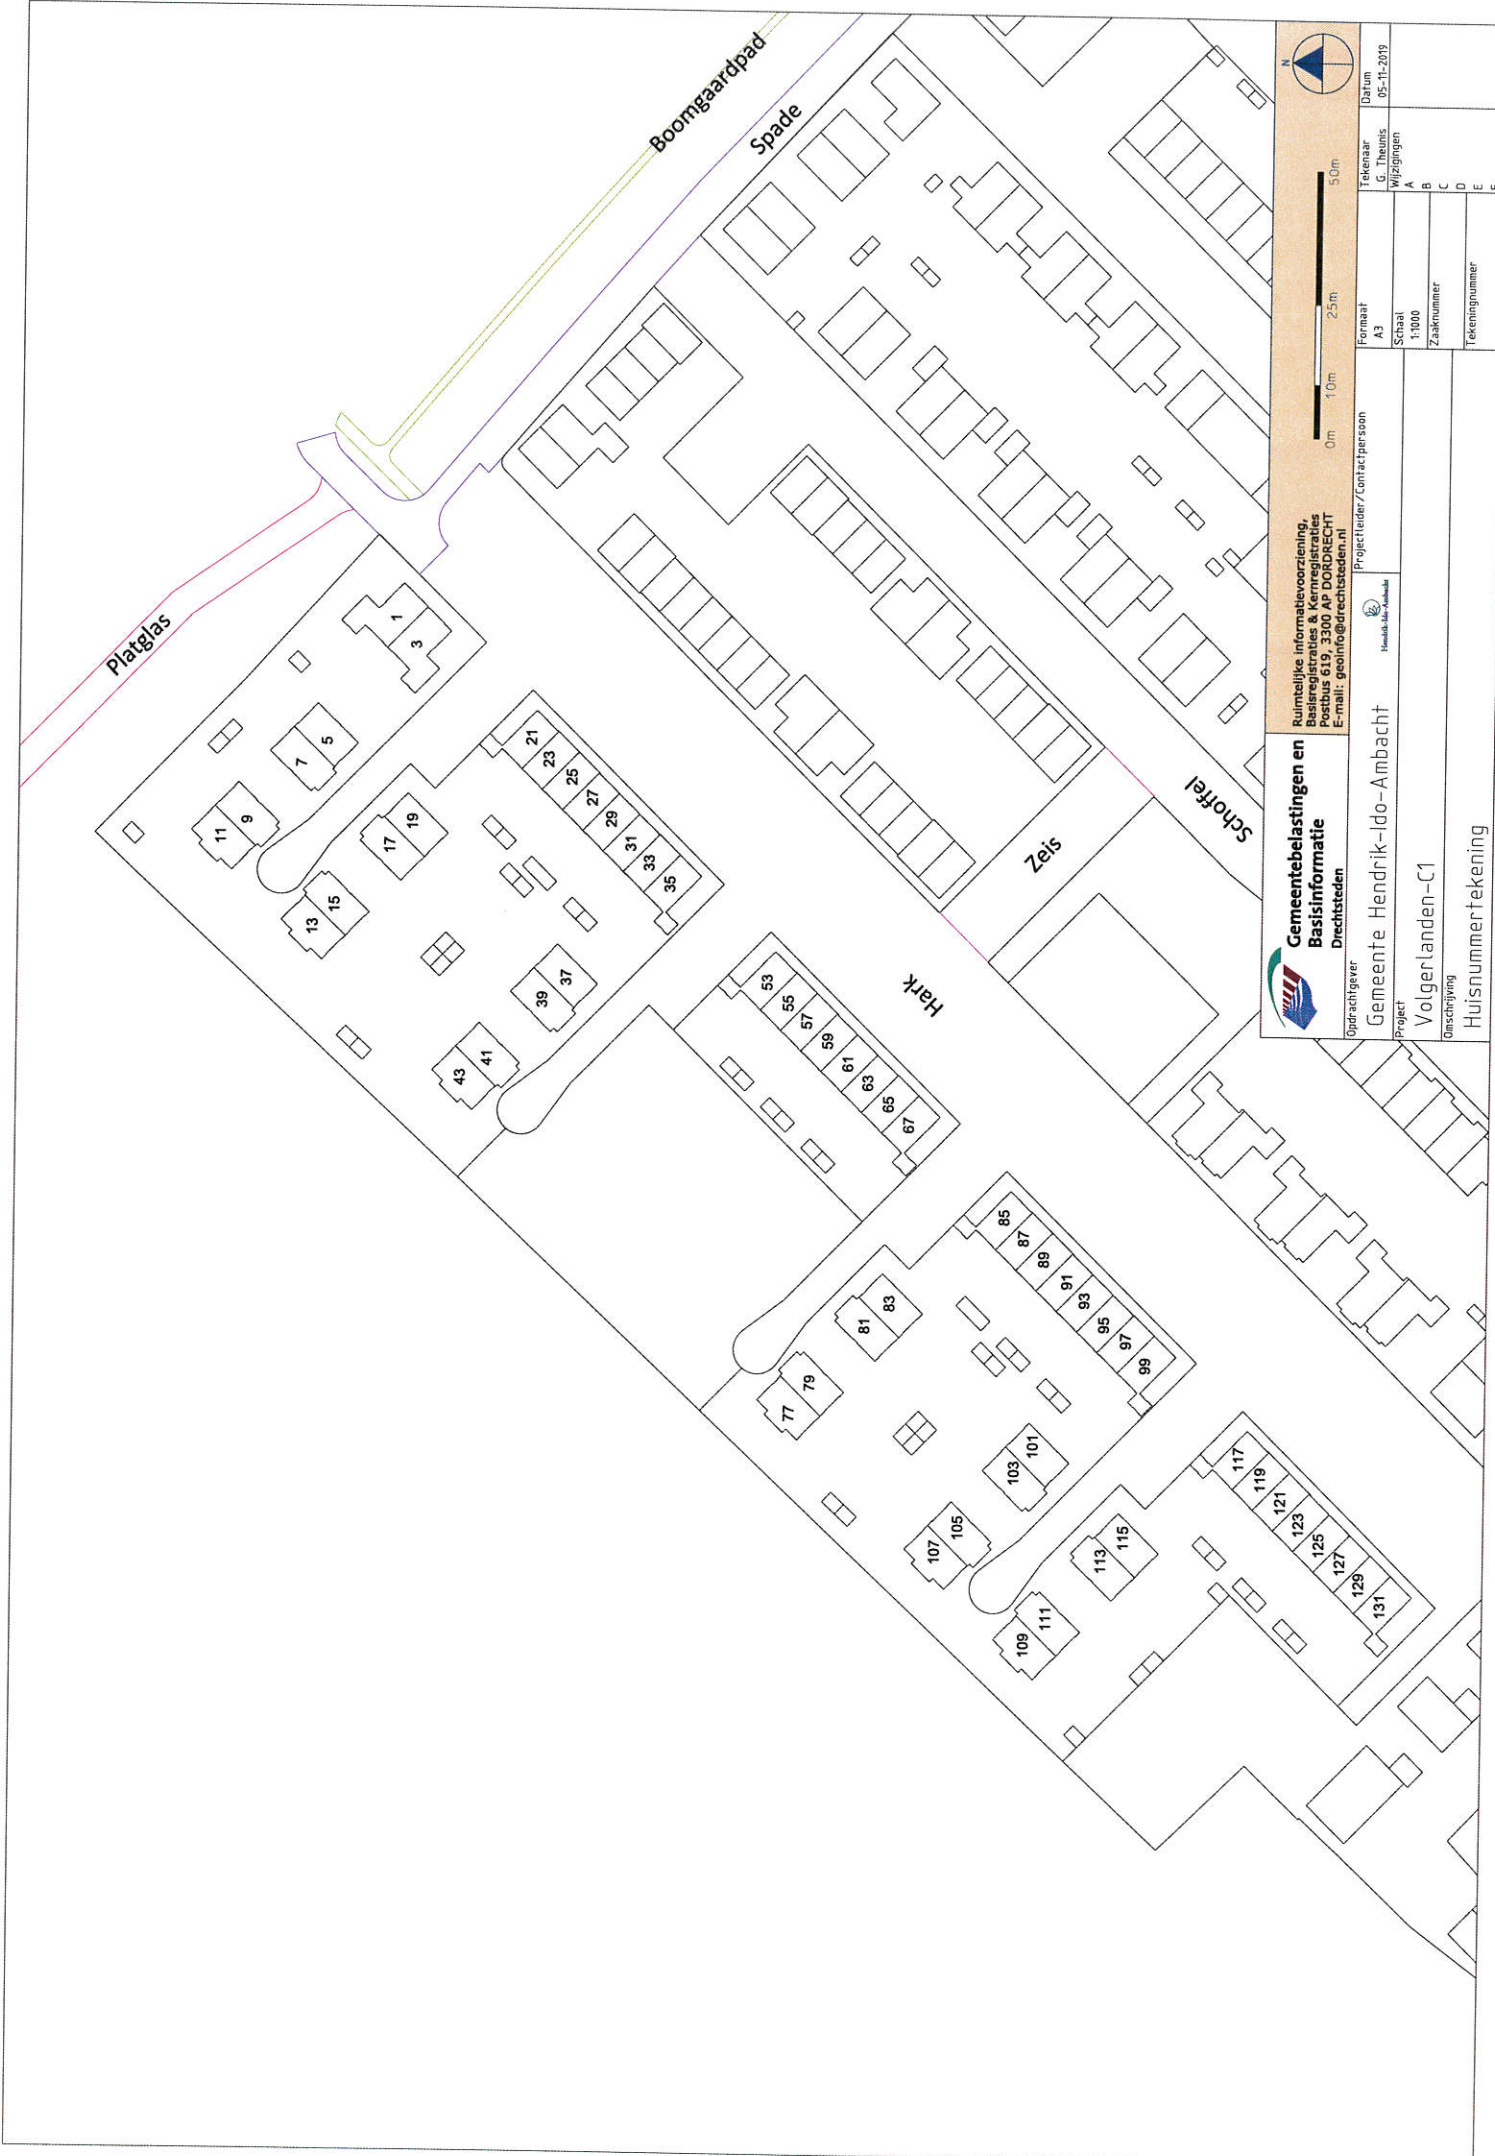 Platglas
Boomgaardpad
Spade
1
3
5
7
9
11
13
15
17
19
21
23
25
27
29
31
33
35
37
39
41
43
53
55
57
59
61
63
65
67
Hark
Zeis
Schoffel
77
79
81
83
85
87
89
91
93
95
97
99
101
103
105
107
109
111
113
115
117
119
121
123
125
127
129
131
Gemeentebelastingen en
Basisinformatie
Drechtsteden
Ruimtelijke informatievoorziening,
Basisregistraties & Kernregistraties
Postbus 619, 3300 AP DORDRECHT
E-mail: geoinfo@drechtsteden.nl
0m 10m 25m 50m
N
Opdrachtgever
Gemeente Hendrik-Ido-Ambacht
Hendrik-Ido-Ambacht
Project
Volgerlanden-C1
Omschrijving
Huisnummertekening
Projectleider/Contactpersoon
Formaat
A3
Schaal
1:1000
Zaaknummer
Tekeningnummer
Tekenaar
G. Theunis
Datum
05-11-2019
Wijzigingen
A
B
C
D
E